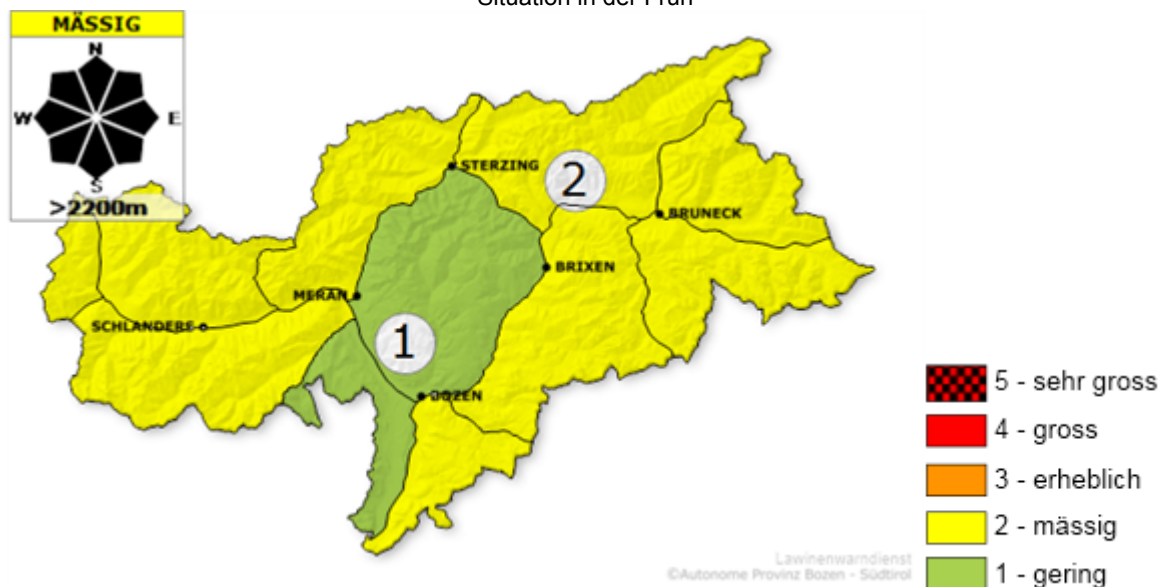 Situation in der Früh
MÄSSIG
N
W
E
S
>2200m
STERZING
2
BRUNECK
BRIXEN
MERAN
SCHLANDERS
1
BOZEN
5 - sehr gross
4 - gross
3 - erheblich
2 - mässig
1 - gering
Lawinenwarndienst
©Autonome Provinz Bozen - Südtirol